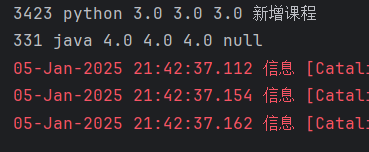 3423 python 3.0 3.0 3.0 新增课程
331 java 4.0 4.0 4.0 null
05-Jan-2025 21:42:37.112 信息 [Catal
05-Jan-2025 21:42:37.154 信息 [Catal
05-Jan-2025 21:42:37.162 信息 [Catal